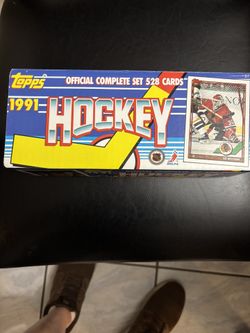 Topps
OFFICIAL COMPLETE SET 528 CARDS
1991
HOCKEY